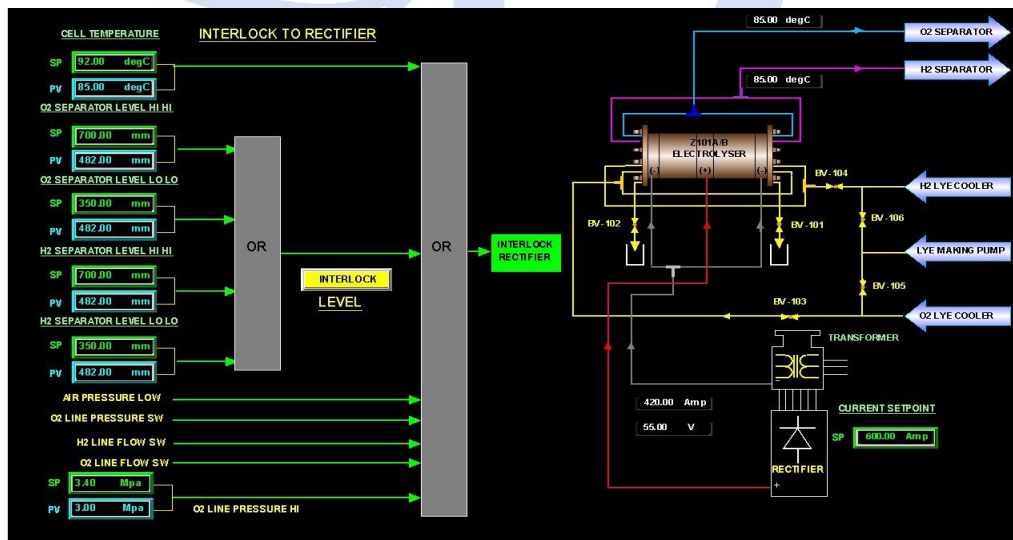 CELL TEMPERATURE
INTERLOCK TO RECTIFIER
SP 92.00 degC
PV 85.00 degC
O2 SEPARATOR LEVEL HI HI
SP 700.00 mm
PV 482.00 mm
O2 SEPARATOR LEVEL LO LO
SP 350.00 mm
PV 482.00 mm
H2 SEPARATOR LEVEL HI HI
SP 700.00 mm
PV 482.00 mm
H2 SEPARATOR LEVEL LO LO
SP 350.00 mm
PV 482.00 mm
OR
INTERLOCK
LEVEL
OR
INTERLOCK
RECTIFIER
AIR PRESSURE LOW
O2 LINE PRESSURE SW
H2 LINE FLOW SW
O2 LINE FLOW SW
SP 3.40 Mpa
PV 3.00 Mpa
O2 LINE PRESSURE HI
85.00 degC
O2 SEPARATOR
85.00 degC
H2 SEPARATOR
Z101A/B
ELECTROLYSER
(-) (+) (-)
BV-104
H2 LYE COOLER
BV-102
BV-101
BV-106
LYE MAKING PUMP
BV-105
BV-103
O2 LYE COOLER
TRANSFORMER
-
420.00 Amp
55.00 V
CURRENT SETPOINT
SP 600.00 Amp
RECTIFIER
+